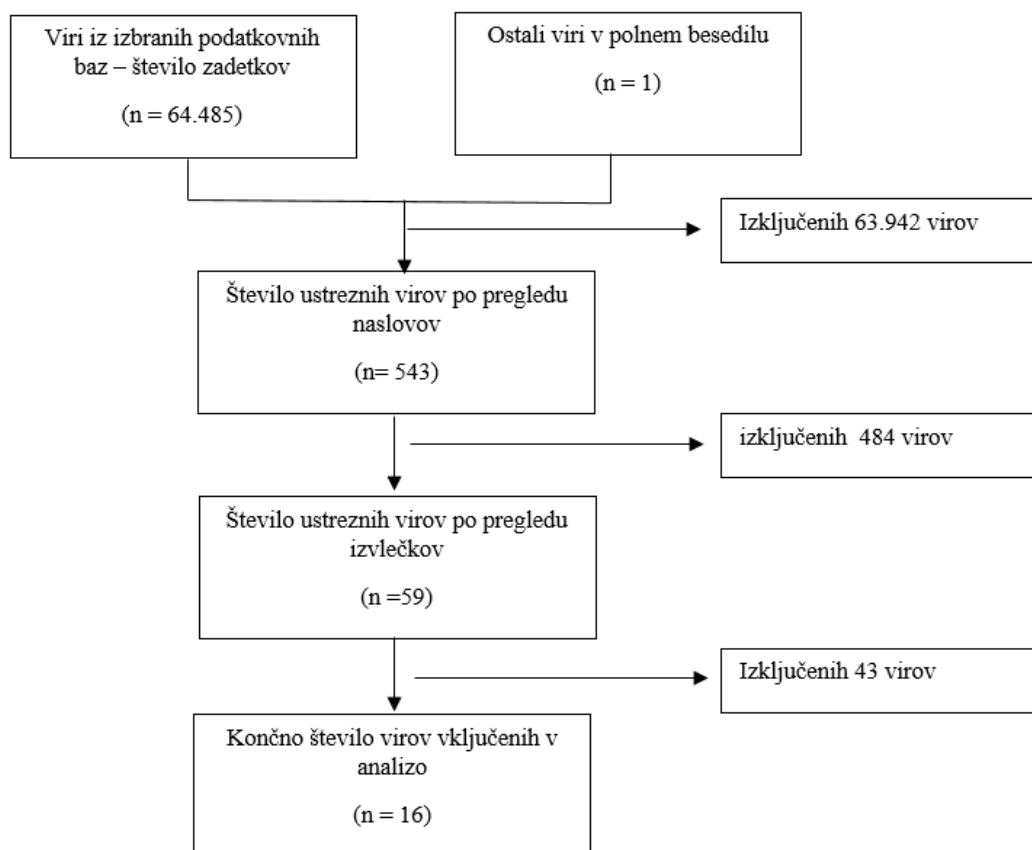 Viri iz izbranih podatkovnih
baz – število zadetkov
(n = 64.485)
Ostali viri v polnem besedilu
(n = 1)
Izključenih 63.942 virov
Število ustreznih virov po pregledu
naslovov
(n= 543)
izključenih  484 virov
Število ustreznih virov po pregledu
izvlečkov
(n =59)
Izključenih 43 virov
Končno število virov vključenih v
analizo
(n = 16)